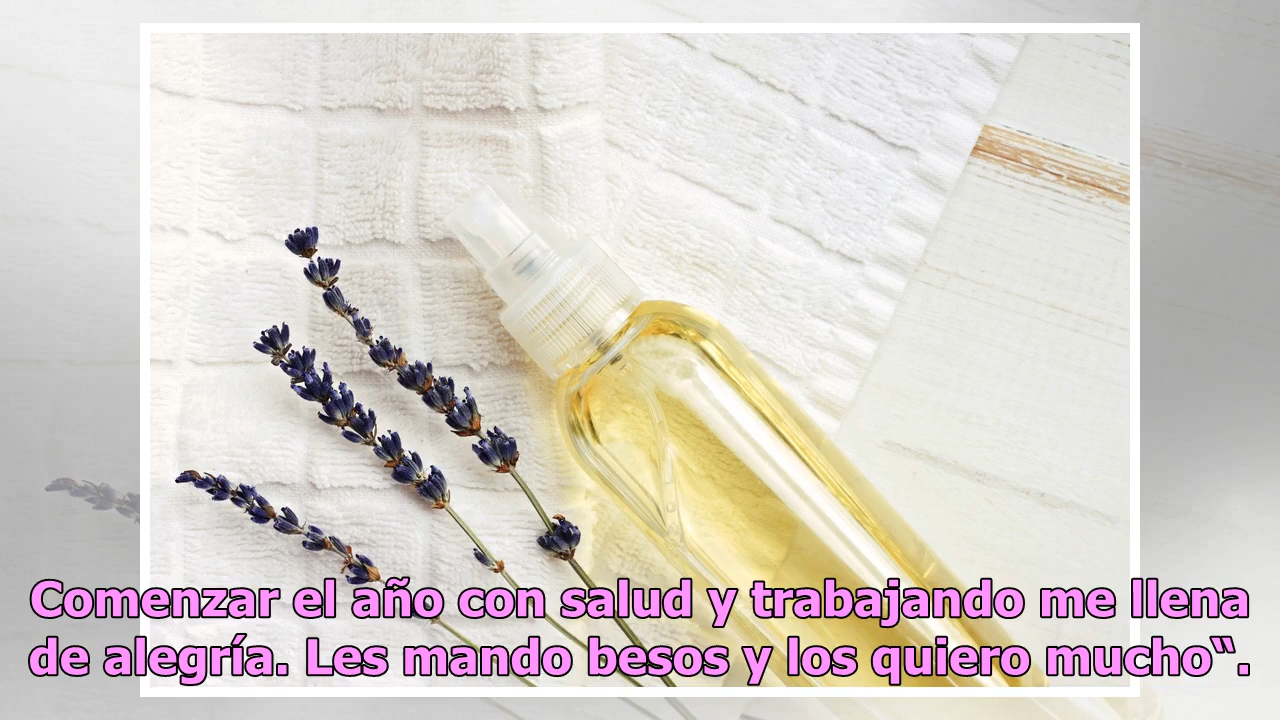 Comenzar el año con salud y trabajando me llena
de alegría. Les mando besos y los quiero mucho“.